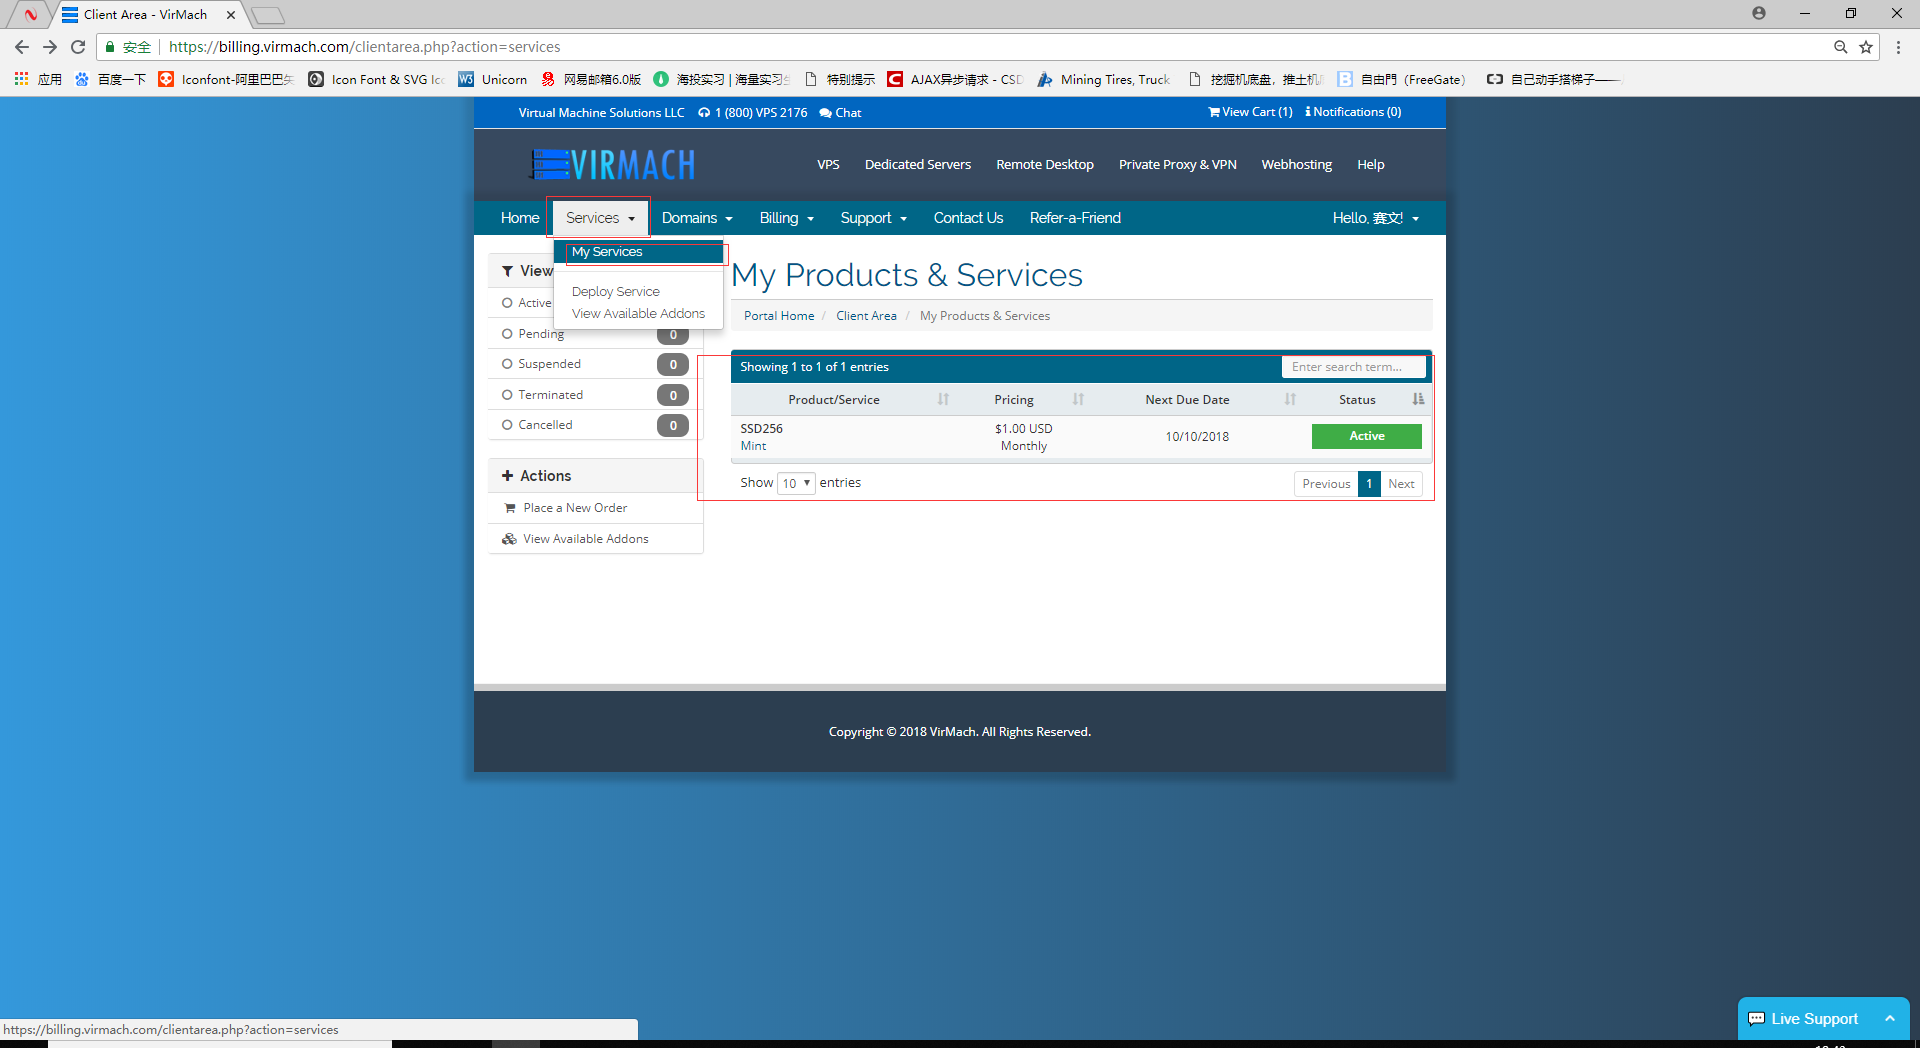 Client Area - VirMach
安全 https://billing.virmach.com/clientarea.php?action=services
应用 百度一下 Iconfont-阿里巴巴矢 Icon Font & SVG Ic Unicorn 网易邮箱6.0版 海投实习 | 海量实习 特别提示 AJAX异步请求 - CSD Mining Tires, Truck 挖掘机底盘，推土机 自由門（FreeGate） 自己动手搭梯子——
Virtual Machine Solutions LLC 1 (800) VPS 2176 Chat View Cart (1) Notifications (0)
VIRMACH VPS Dedicated Servers Remote Desktop Private Proxy & VPN Webhosting Help
Home Services Domains Billing Support Contact Us Refer-a-Friend Hello, 赛文!
My Services
Deploy Service
View Available Addons
View
Active
Pending 0
Suspended 0
Terminated 0
Cancelled 0
Actions
Place a New Order
View Available Addons
My Products & Services
Portal Home / Client Area / My Products & Services
Showing 1 to 1 of 1 entries Enter search term...
Product/Service Pricing Next Due Date Status
SSD256 $1.00 USD 10/10/2018 Active
Mint Monthly
Show 10 entries Previous 1 Next
Copyright © 2018 VirMach. All Rights Reserved.
Live Support
https://billing.virmach.com/clientarea.php?action=services